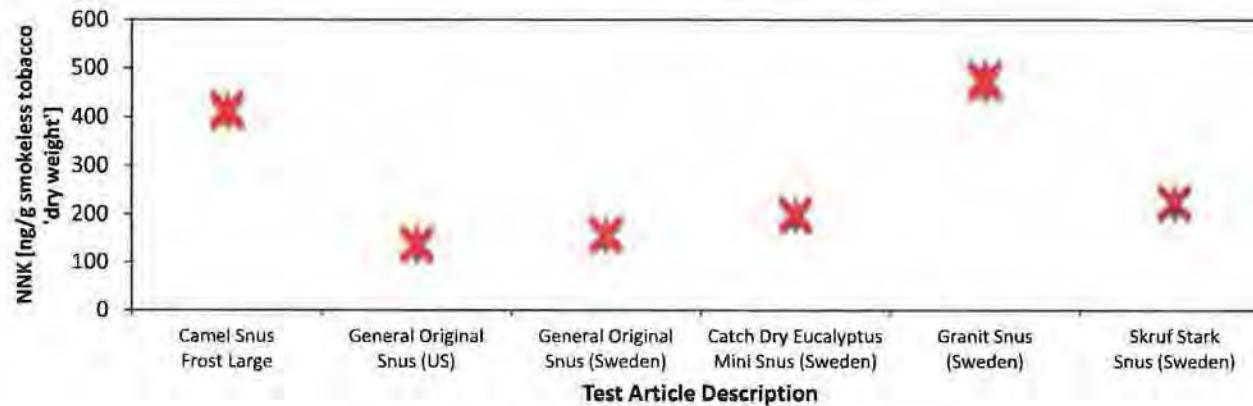 600
500
400
300
200
100
0
NNK [ng/g smokeless tobacco
'dry weight']
Camel Snus
Frost Large
General Original
Snus (US)
General Original
Snus (Sweden)
Catch Dry Eucalyptus
Mini Snus (Sweden)
Granit Snus
(Sweden)
Skruf Stark
Snus (Sweden)
Test Article Description